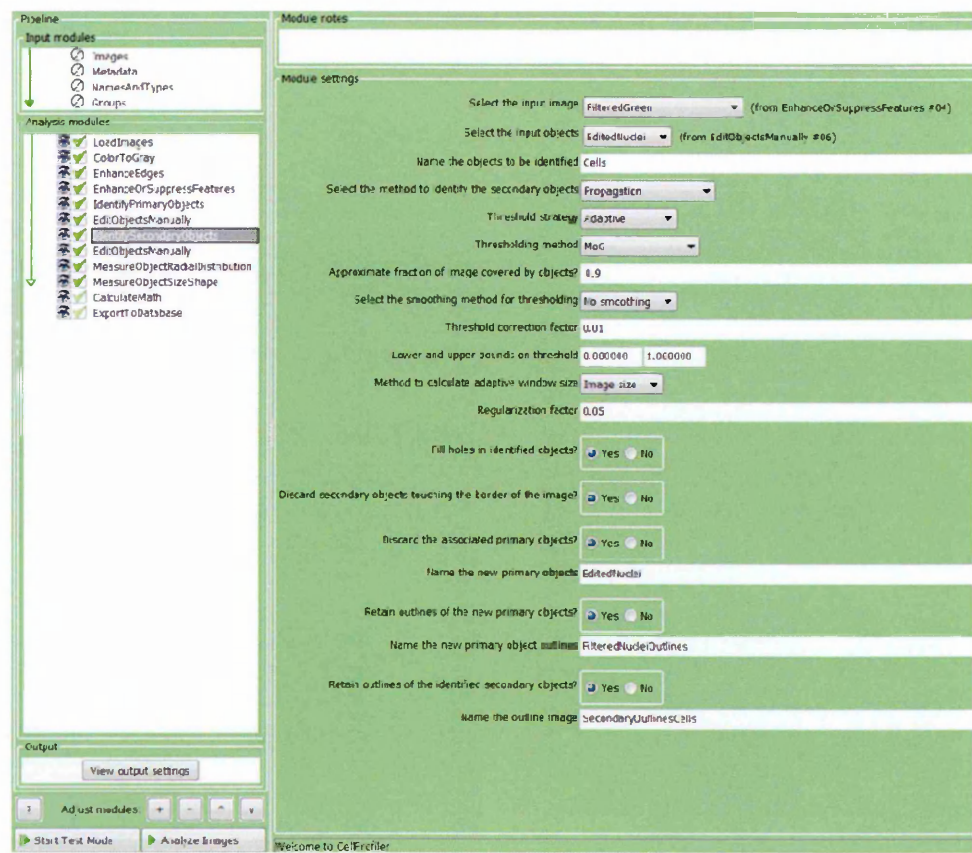 Pipeline
Input modules
Images
Metadata
NamesAndTypes
Groups
Analysis modules
LoadImages
ColorToGray
EnhanceEdges
EnhanceOrSuppressFeatures
IdentifyPrimaryObjects
EditObjectsManually
IdentifySecondaryObjects
EditObjectsManually
MeasureObjectRadialDistribution
MeasureObjectSizeShape
CalculateMath
ExportToDatabase
Output
View output settings
? Adjust modules: + - ^ v
Start Test Mode Analyze Images
Module notes
Module settings
Select the input image FilteredGreen (from EnhanceOrSuppressFeatures #04)
Select the input objects EditedNuclei (from EditObjectsManually #06)
Name the objects to be identified Cells
Select the method to identify the secondary objects Propagation
Threshold strategy Adaptive
Thresholding method MoG
Approximate fraction of image covered by objects? 0.9
Select the smoothing method for thresholding No smoothing
Threshold correction factor 0.01
Lower and upper bounds on threshold 0.000000 1.000000
Method to calculate adaptive window size Image size
Regularization factor 0.05
Fill holes in identified objects? Yes No
Discard secondary objects touching the border of the image? Yes No
Discard the associated primary objects? Yes No
Name the new primary objects EditedNuclei
Retain outlines of the new primary objects? Yes No
Name the new primary object outlines FilteredNucleiOutlines
Retain outlines of the identified secondary objects? Yes No
Name the outline image SecondaryOutlinesCells
Welcome to CellProfiler